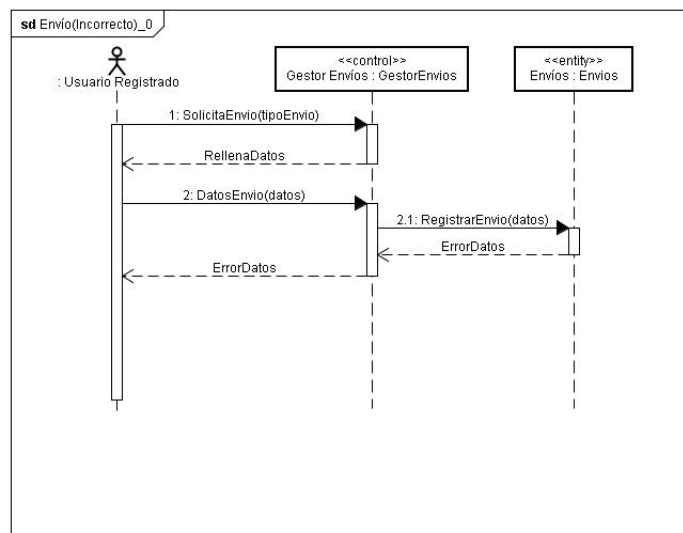 sd Envío(Incorrecto)_0
: Usuario Registrado
<<control>>
Gestor Envíos : GestorEnvios
<<entity>>
Envíos : Envios
1: SolicitaEnvio(tipoEnvio)
RellenaDatos
2: DatosEnvio(datos)
2.1: RegistrarEnvio(datos)
ErrorDatos
ErrorDatos